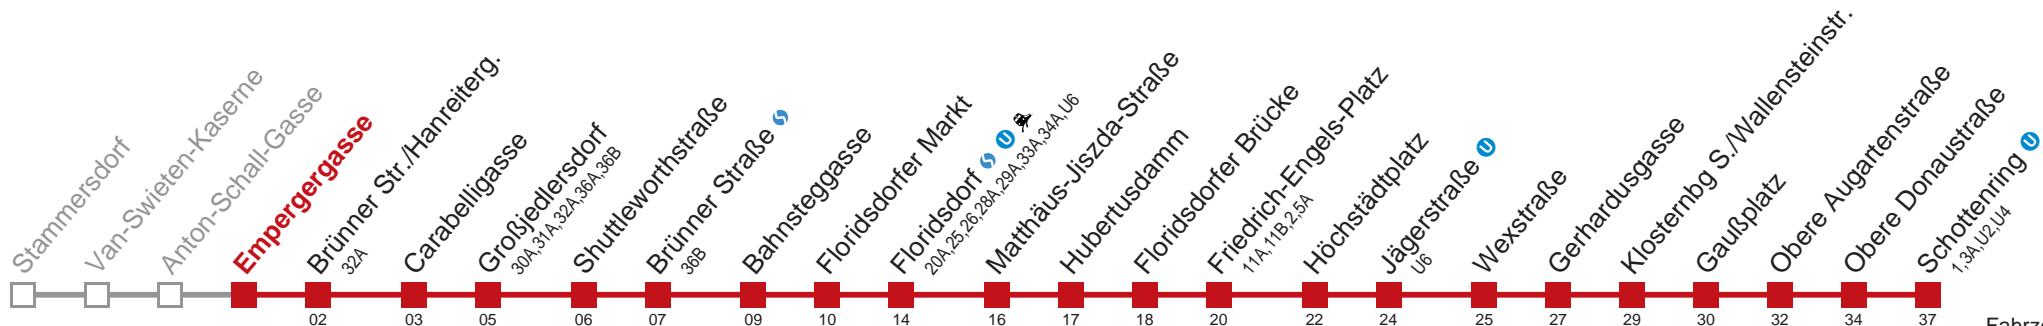 Stammersdorf
Van-Swieten-Kaserne
Anton-Schall-Gasse
Empergergasse
Brünner Str./Hanreiterg.
32A
02
Carabelligasse
03
Großjedlersdorf
30A,31A,32A,36A,36B
05
Shuttleworthstraße
06
Brünner Straße S
36B
07
Bahnsteggasse
09
Floridsdorfer Markt
10
Floridsdorf S U
20A,25,26,28A,29A,33A,34A,U6
14
Matthäus-Jiszda-Straße
16
Hubertusdamm
17
Floridsdorfer Brücke
18
Friedrich-Engels-Platz
11A,11B,2,5A
20
Höchstädtplatz
22
Jägerstraße U
U6
24
Wexstraße
25
Gerhardusgasse
27
Klosternbg S./Wallensteinstr.
29
Gaußplatz
30
Obere Augartenstraße
32
Obere Donaustraße
34
Schottenring U
1,3A,U2,U4
37